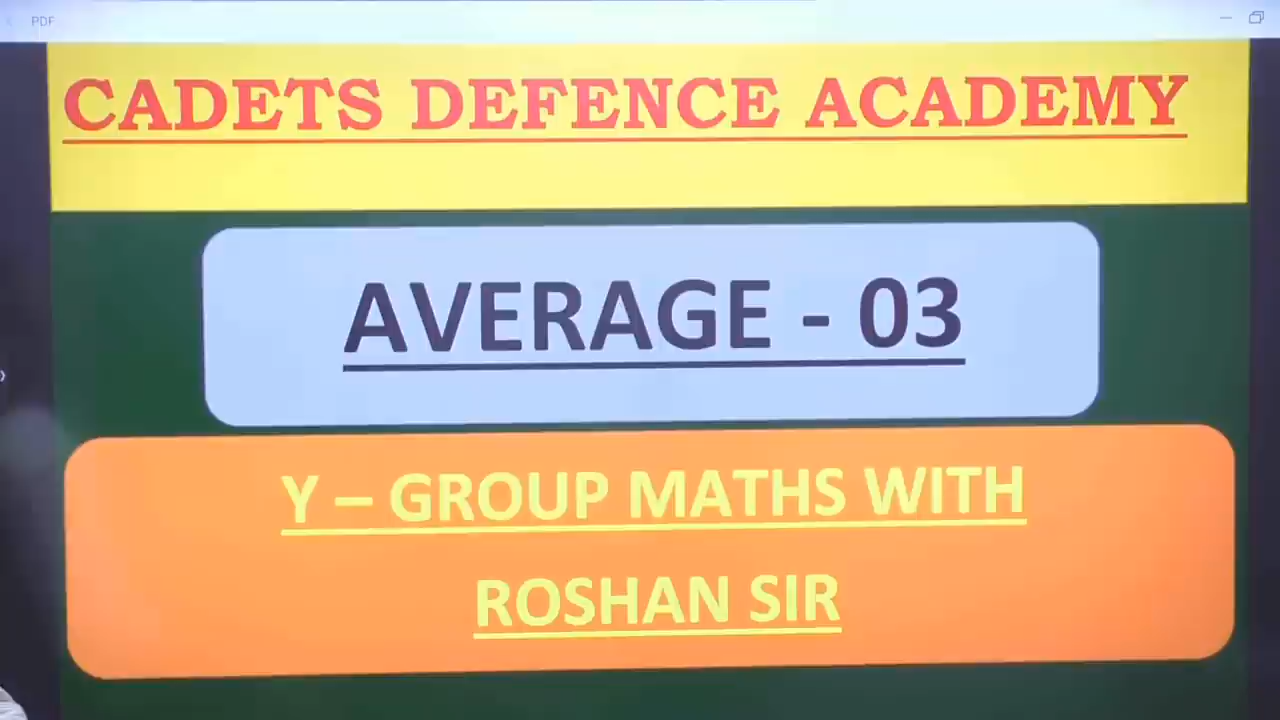 PDF
CADETS DEFENCE ACADEMY
AVERAGE - 03
Y – GROUP MATHS WITH
ROSHAN SIR